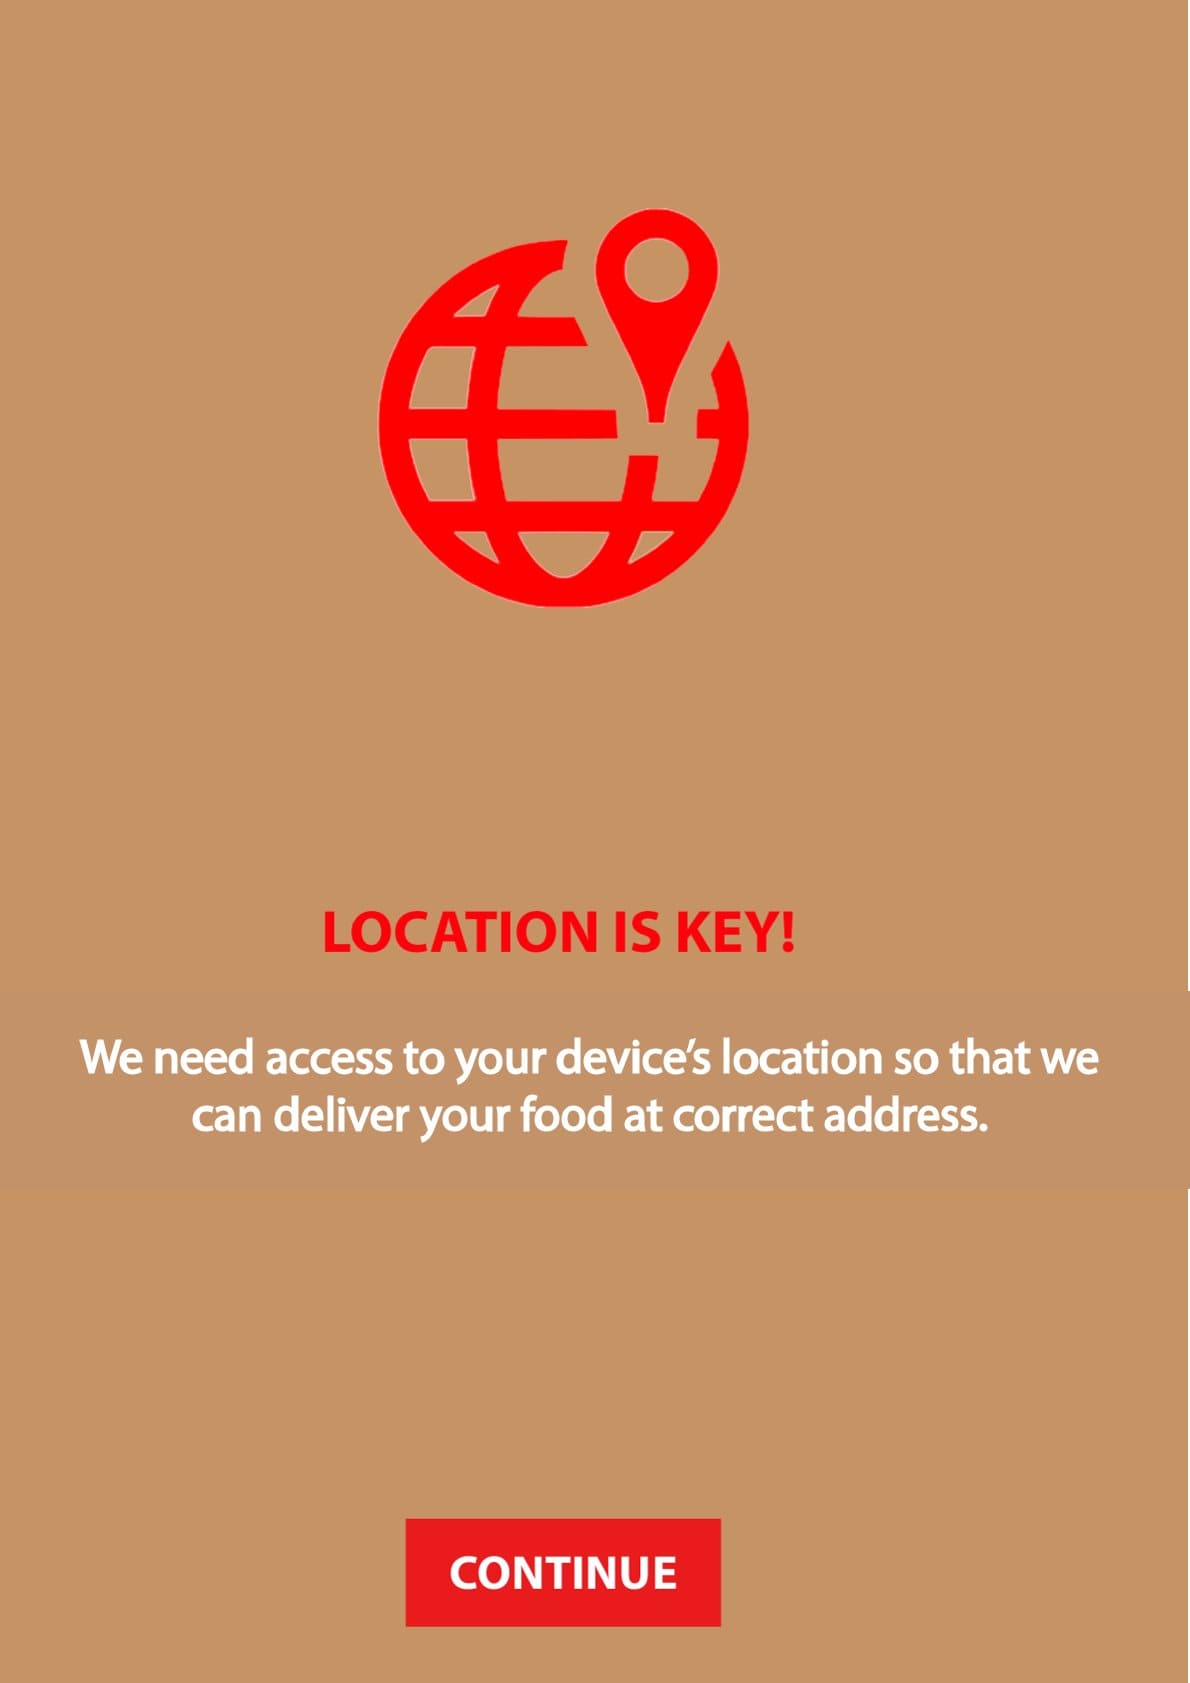 LOCATION IS KEY!
We need access to your device’s location so that we
can deliver your food at correct address.
CONTINUE